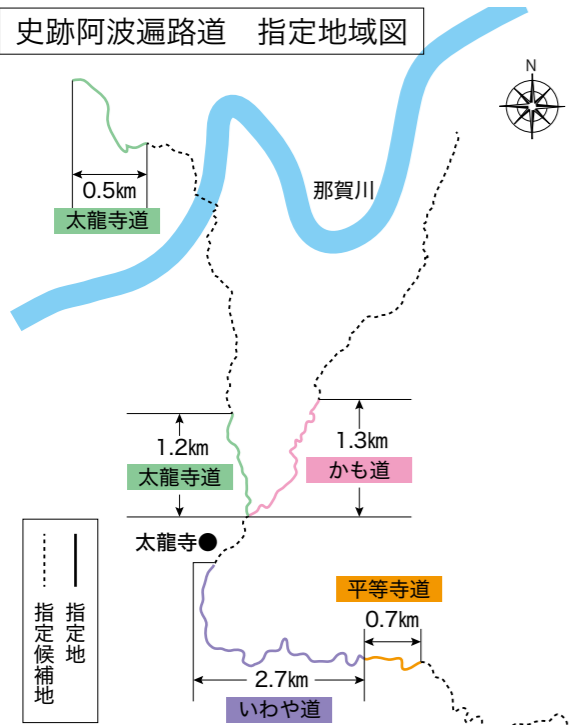 史跡阿波遍路道　指定地域図
N
那賀川
0.5㎞
太龍寺道
1.2㎞
太龍寺道
1.3㎞
かも道
太龍寺
平等寺道
0.7㎞
2.7㎞
いわや道
指定地
指定候補地